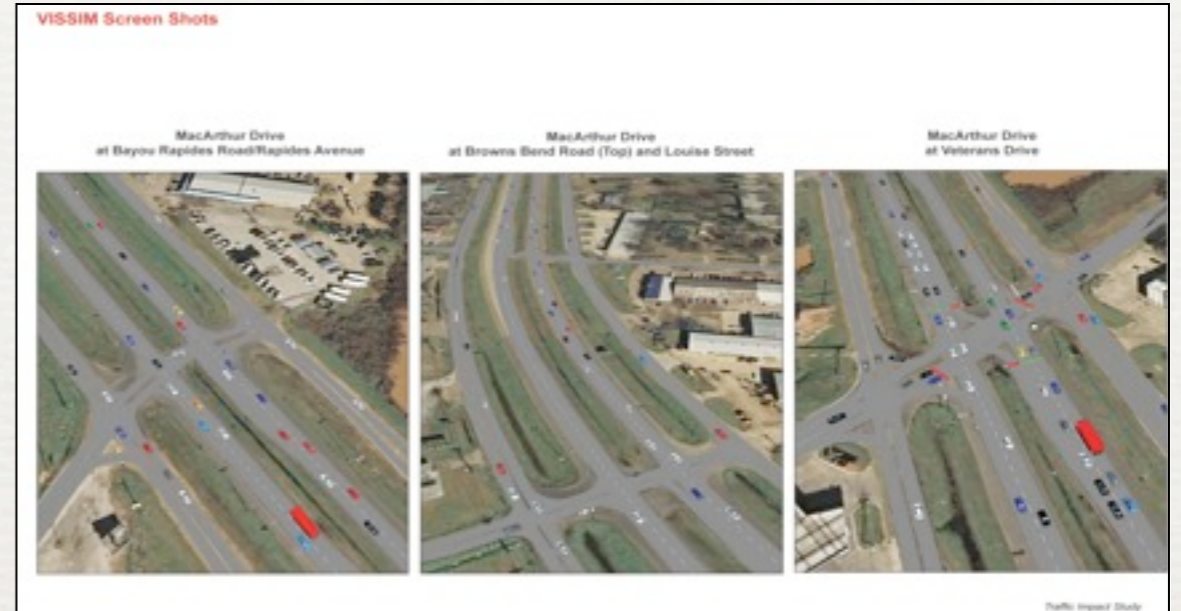 VISSIM Screen Shots
MacArthur Drive
at Bayou Rapides Road/Rapides Avenue
MacArthur Drive
at Browns Bend Road (Top) and Louise Street
MacArthur Drive
at Veterans Drive
Traffic Impact Study